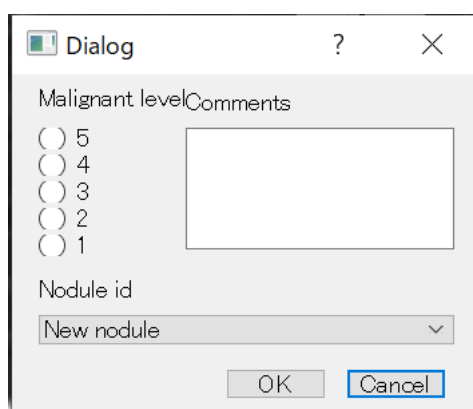 Dialog ?
Malignant level Comments
5
4
3
2
1
Nodule id
New nodule
OK Cancel